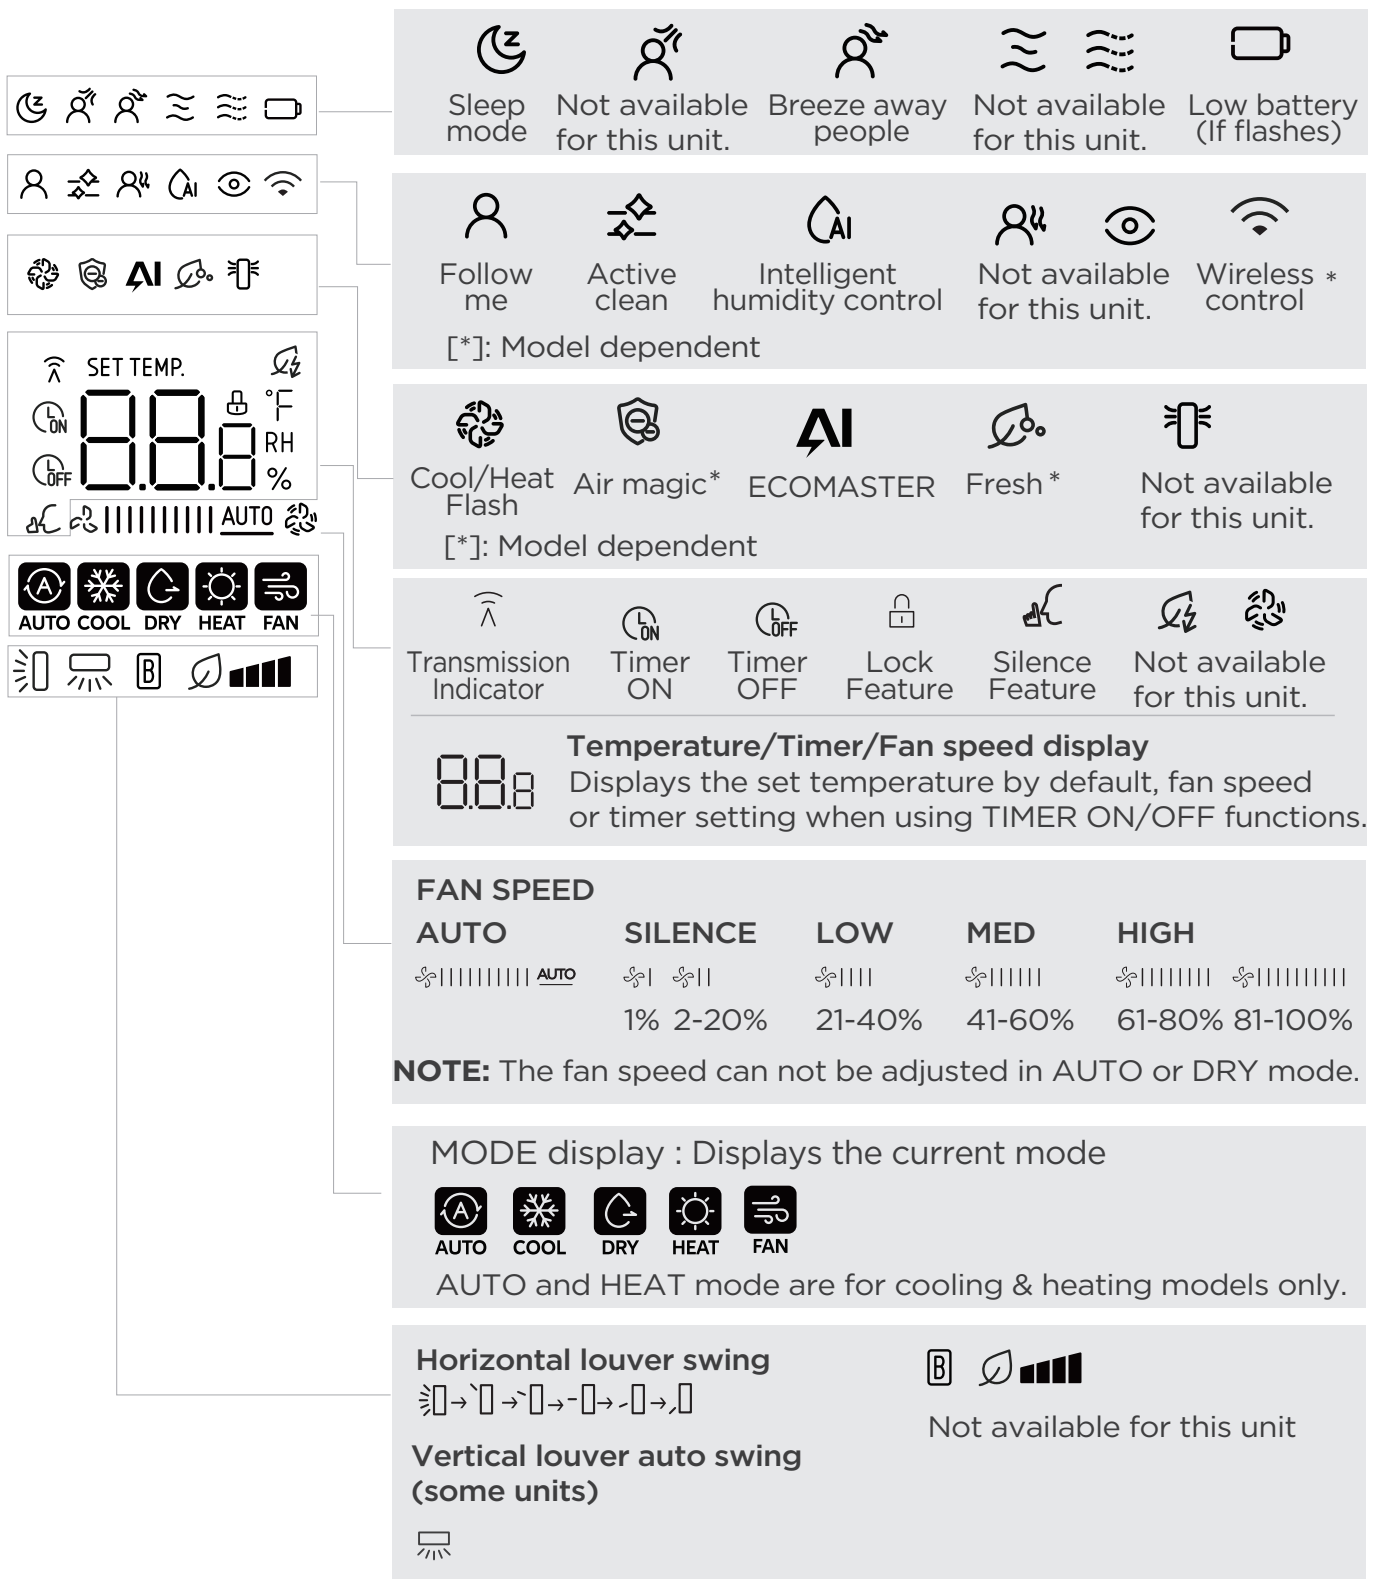 Sleep
mode
Not available
for this unit.
Breeze away
people
Not available
for this unit.
Low battery
(If flashes)
AI
AI
SET TEMP.
ON
°F
RH
OFF
%
AUTO
AUTO COOL DRY HEAT FAN
B
AI
Follow
me
Active
clean
Intelligent
humidity control
Not available
for this unit.
Wireless *
control
[*]: Model dependent
AI
Cool/Heat
Flash
Air magic*
ECOMASTER
Fresh*
Not available
for this unit.
[*]: Model dependent
ON
OFF
Transmission
Indicator
Timer
ON
Timer
OFF
Lock
Feature
Silence
Feature
Not available
for this unit.
Temperature/Timer/Fan speed display
Displays the set temperature by default, fan speed
or timer setting when using TIMER ON/OFF functions.
FAN SPEED
AUTO SILENCE LOW MED HIGH
AUTO
1% 2-20% 21-40% 41-60% 61-80% 81-100%
NOTE: The fan speed can not be adjusted in AUTO or DRY mode.
MODE display : Displays the current mode
A
AUTO COOL DRY HEAT FAN
AUTO and HEAT mode are for cooling & heating models only.
Horizontal louver swing
B
Not available for this unit
Vertical louver auto swing
(some units)